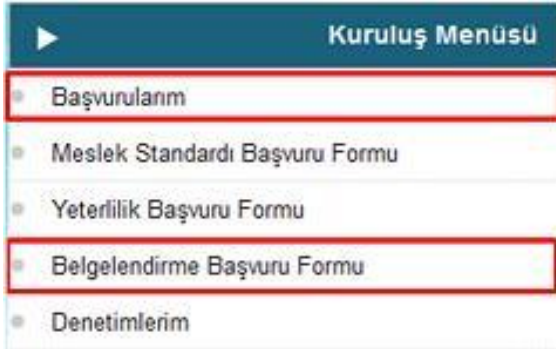 Kuruluş Menüsü
Başvurularım
Meslek Standardı Başvuru Formu
Yeterlilik Başvuru Formu
Belgelendirme Başvuru Formu
Denetimlerim